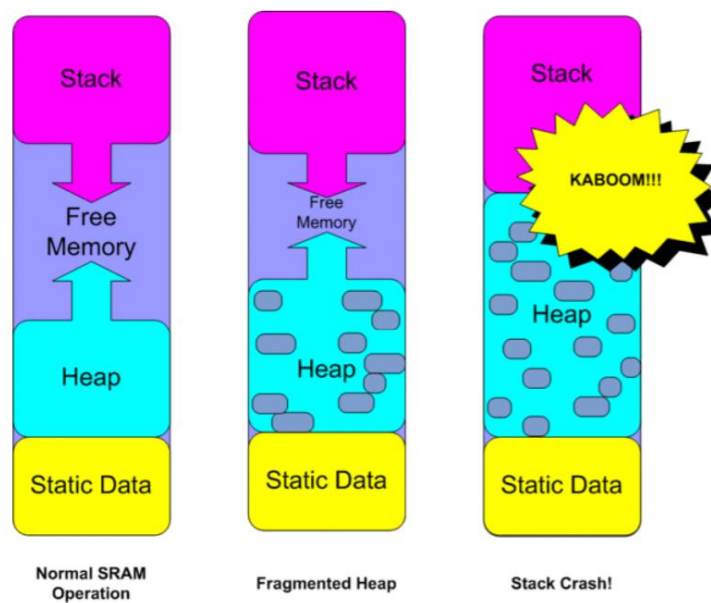 Stack
Free
Memory
Heap
Static Data
Normal SRAM
Operation
Stack
Free
Memory
Heap
Static Data
Fragmented Heap
Stack
KABOOM!!!
Heap
Static Data
Stack Crash!